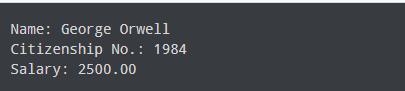 Name: George Orwell
Citizenship No.: 1984
Salary: 2500.00